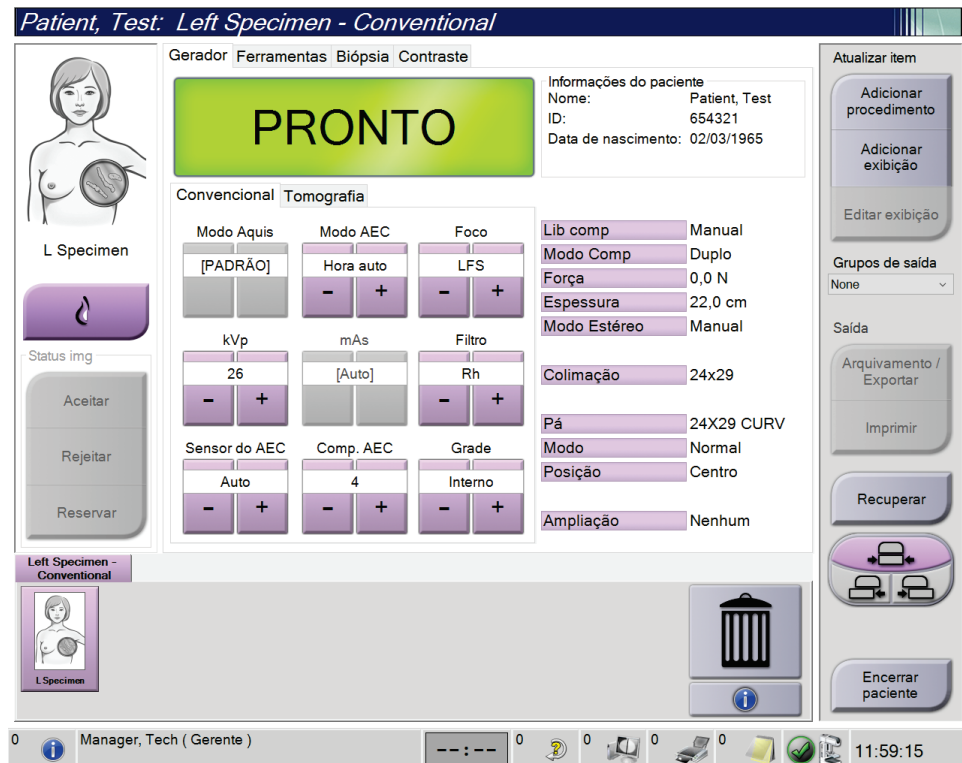 Patient, Test: Left Specimen - Conventional
Gerador Ferramentas Biópsia Contraste
PRONTO
Informações do paciente
Nome: Patient, Test
ID: 654321
Data de nascimento: 02/03/1965
L Specimen
Status img
Aceitar
Rejeitar
Reservar
Convencional Tomografia
Modo Aquis Modo AEC Foco
[PADRÃO] Hora auto LFS
- + - +
kVp mAs Filtro
26 [Auto] Rh
- + - +
Sensor do AEC Comp. AEC Grade
Auto 4 Interno
- + - + - +
Lib comp Manual
Modo Comp Duplo
Força 0,0 N
Espessura 22,0 cm
Modo Estéreo Manual
Colimação 24x29
Pá 24X29 CURV
Modo Normal
Posição Centro
Ampliação Nenhum
Atualizar item
Adicionar
procedimento
Adicionar
exibição
Editar exibição
Grupos de saída
None
Saída
Arquivamento /
Exportar
Imprimir
Recuperar
Encerrar
paciente
Left Specimen -
Conventional
L Specimen
0 Manager, Tech ( Gerente ) --:-- 0 0 0 0 11:59:15